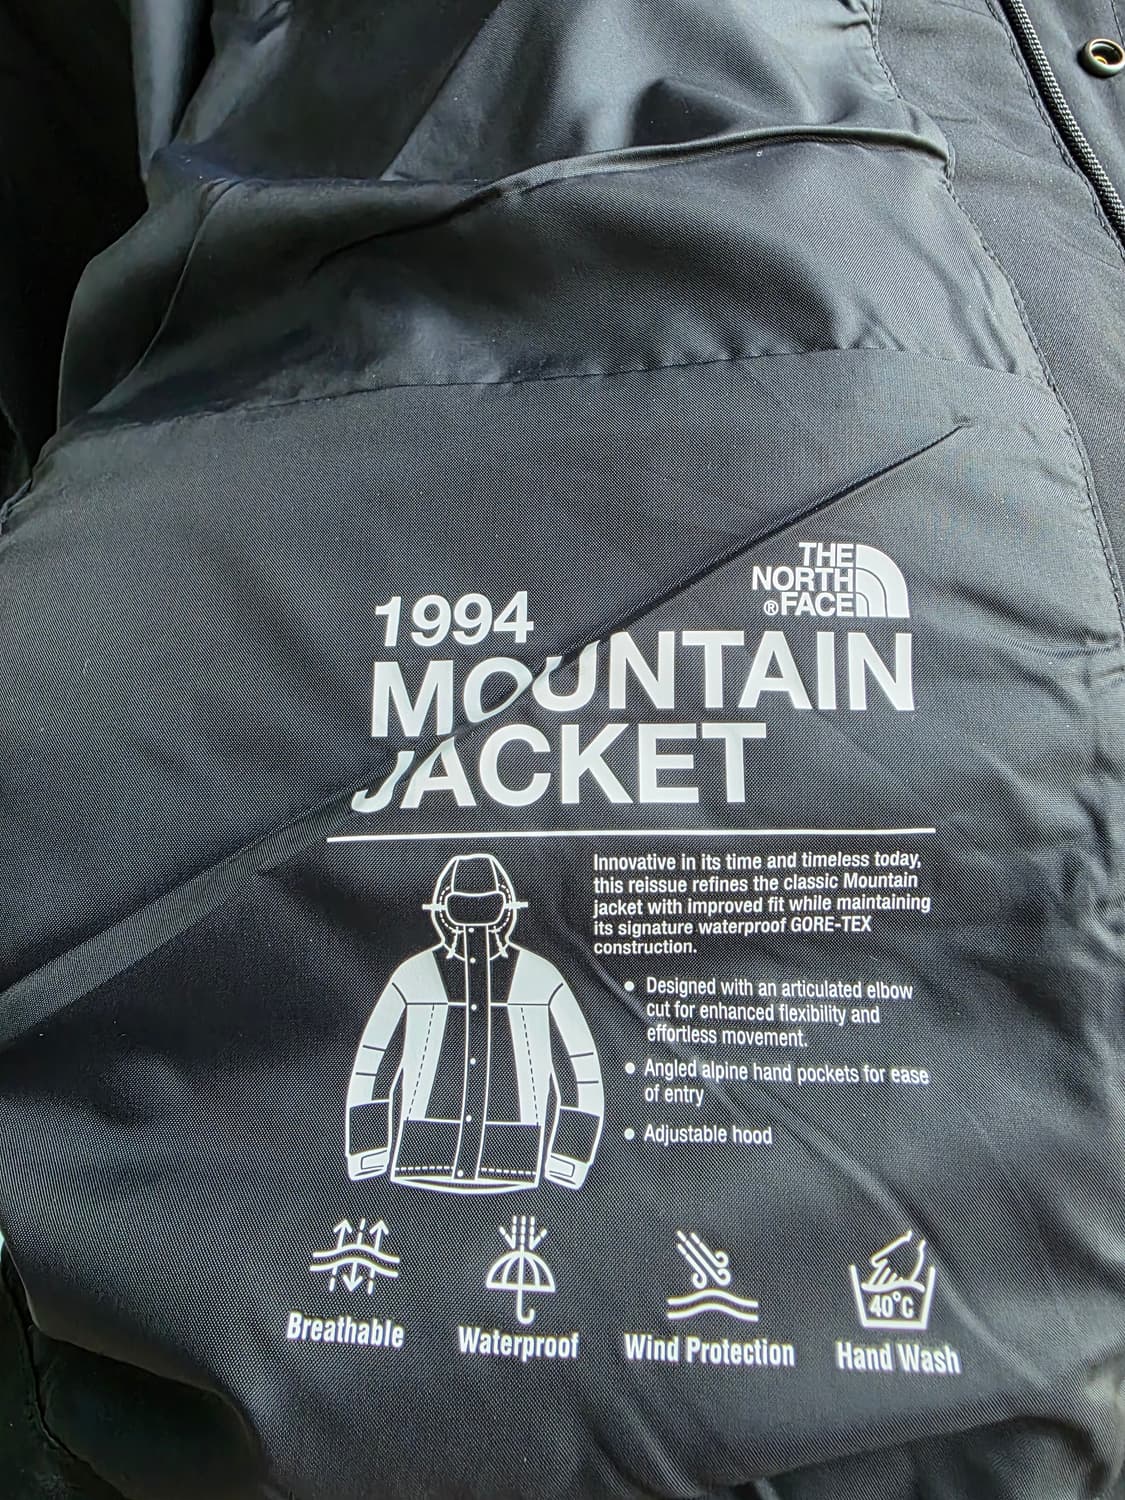 THE
NORTH
®FACE
1994
MOUNTAIN
JACKET
Innovative in its time and timeless today,
this reissue refines the classic Mountain
jacket with improved fit while maintaining
its signature waterproof GORE-TEX
construction.
• Designed with an articulated elbow
cut for enhanced flexibility and
effortless movement.
• Angled alpine hand pockets for ease
of entry
• Adjustable hood
40°C
Breathable Waterproof Wind Protection Hand Wash